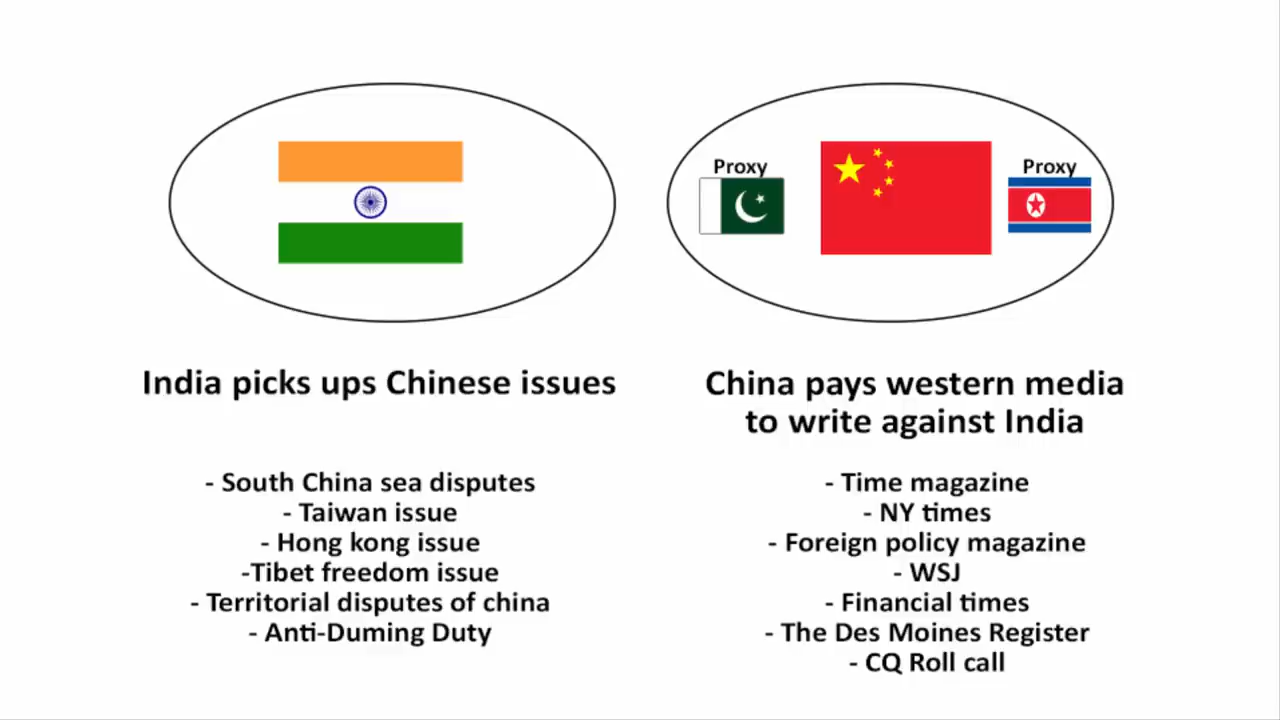 Proxy
Proxy
India picks ups Chinese issues
- South China sea disputes
- Taiwan issue
- Hong kong issue
-Tibet freedom issue
- Territorial disputes of china
- Anti-Duming Duty
China pays western media
to write against India
- Time magazine
- NY times
- Foreign policy magazine
- WSJ
- Financial times
- The Des Moines Register
- CQ Roll call